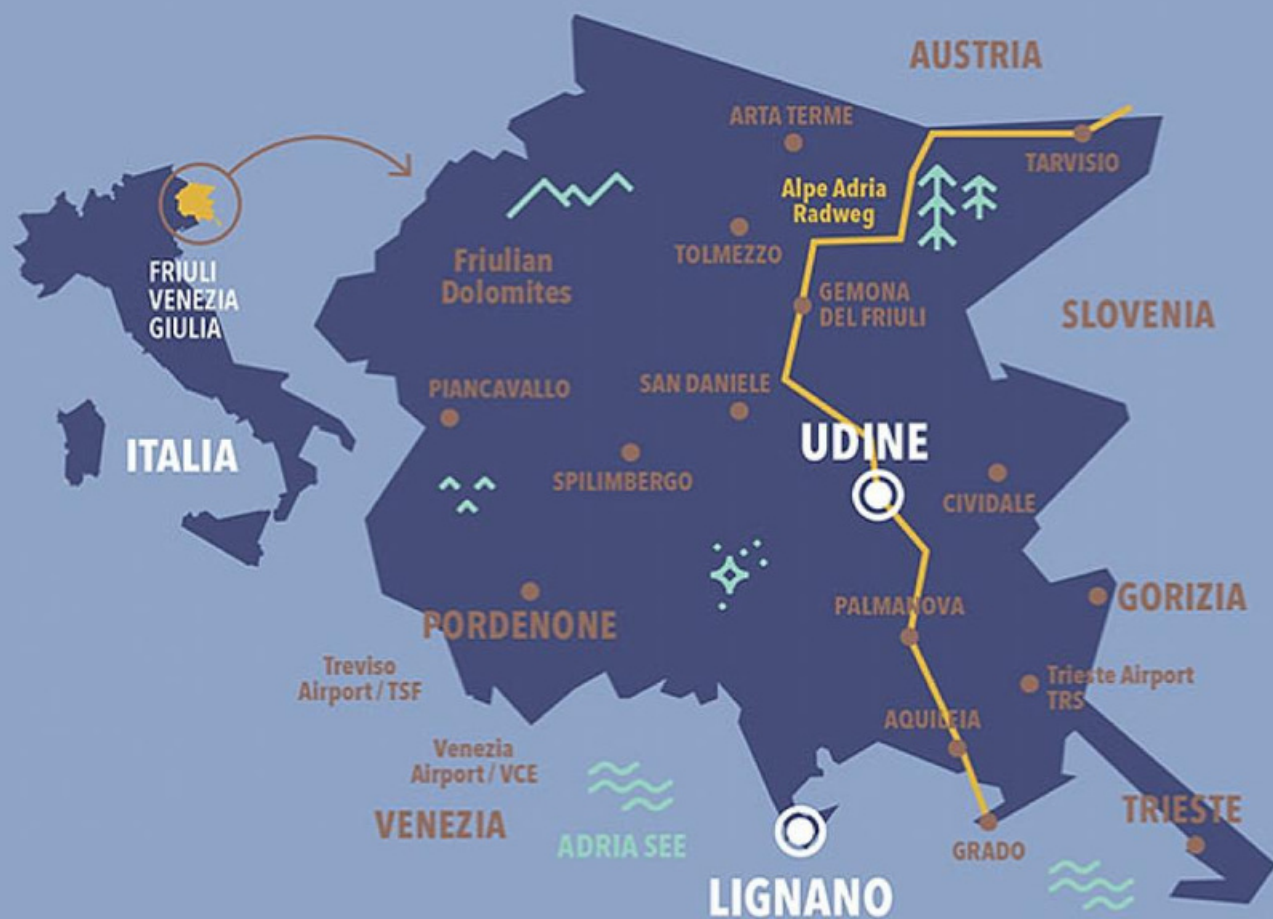 AUSTRIA
ARTA TERME
TARVISIO
Alpe Adria
Radweg
TOLMEZZO
FRIULI
VENEZIA
GIULIA
Friulian
Dolomites
GEMONA
DEL FRIULI
SLOVENIA
PIANCAVALLO
SAN DANIELE
ITALIA
UDINE
SPILIMBERGO
CIVIDALE
PALMANOVA
GORIZIA
PORDENONE
Treviso
Airport / TSF
Trieste Airport
TRS
AQUILEIA
Venezia
Airport / VCE
VENEZIA
ADRIA SEE
TRIESTE
GRADO
LIGNANO